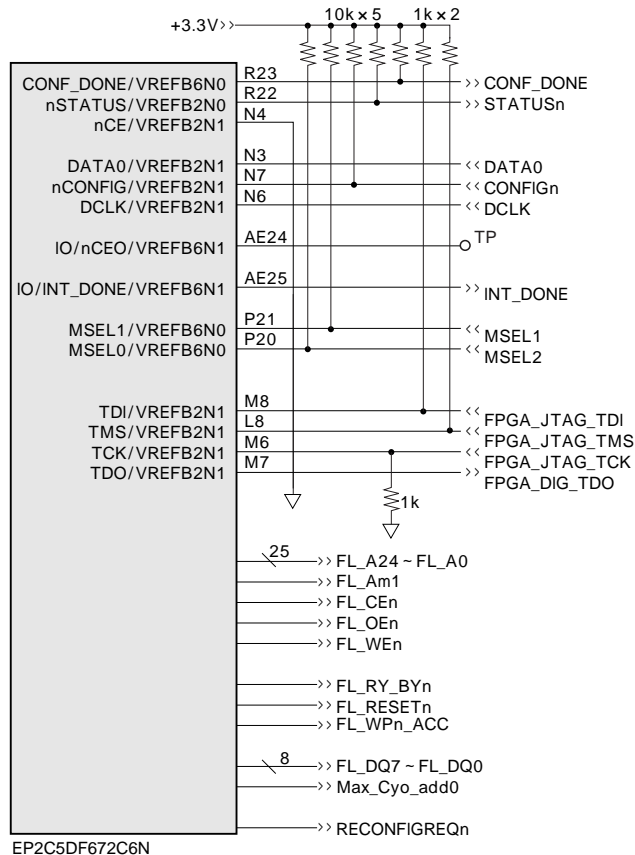 +3.3V
10k×5
1k×2
CONF_DONE/VREFB6N0
R23
CONF_DONE
nSTATUS/VREFB2N0
R22
STATUSn
nCE/VREFB2N1
N4
DATA0/VREFB2N1
N3
DATA0
nCONFIG/VREFB2N1
N7
CONFIGn
DCLK/VREFB2N1
N6
DCLK
IO/nCEO/VREFB6N1
AE24
TP
IO/INT_DONE/VREFB6N1
AE25
INT_DONE
MSEL1/VREFB6N0
P21
MSEL1
MSEL0/VREFB6N0
P20
MSEL2
TDI/VREFB2N1
M8
FPGA_JTAG_TDI
TMS/VREFB2N1
L8
FPGA_JTAG_TMS
TCK/VREFB2N1
M6
FPGA_JTAG_TCK
TDO/VREFB2N1
M7
FPGA_DIG_TDO
1k
25
FL_A24~FL_A0
FL_Am1
FL_CEn
FL_OEn
FL_WEn
FL_RY_BYn
FL_RESETn
FL_WPn_ACC
8
FL_DQ7~FL_DQ0
Max_Cyo_add0
RECONFIGREQn
EP2C5DF672C6N